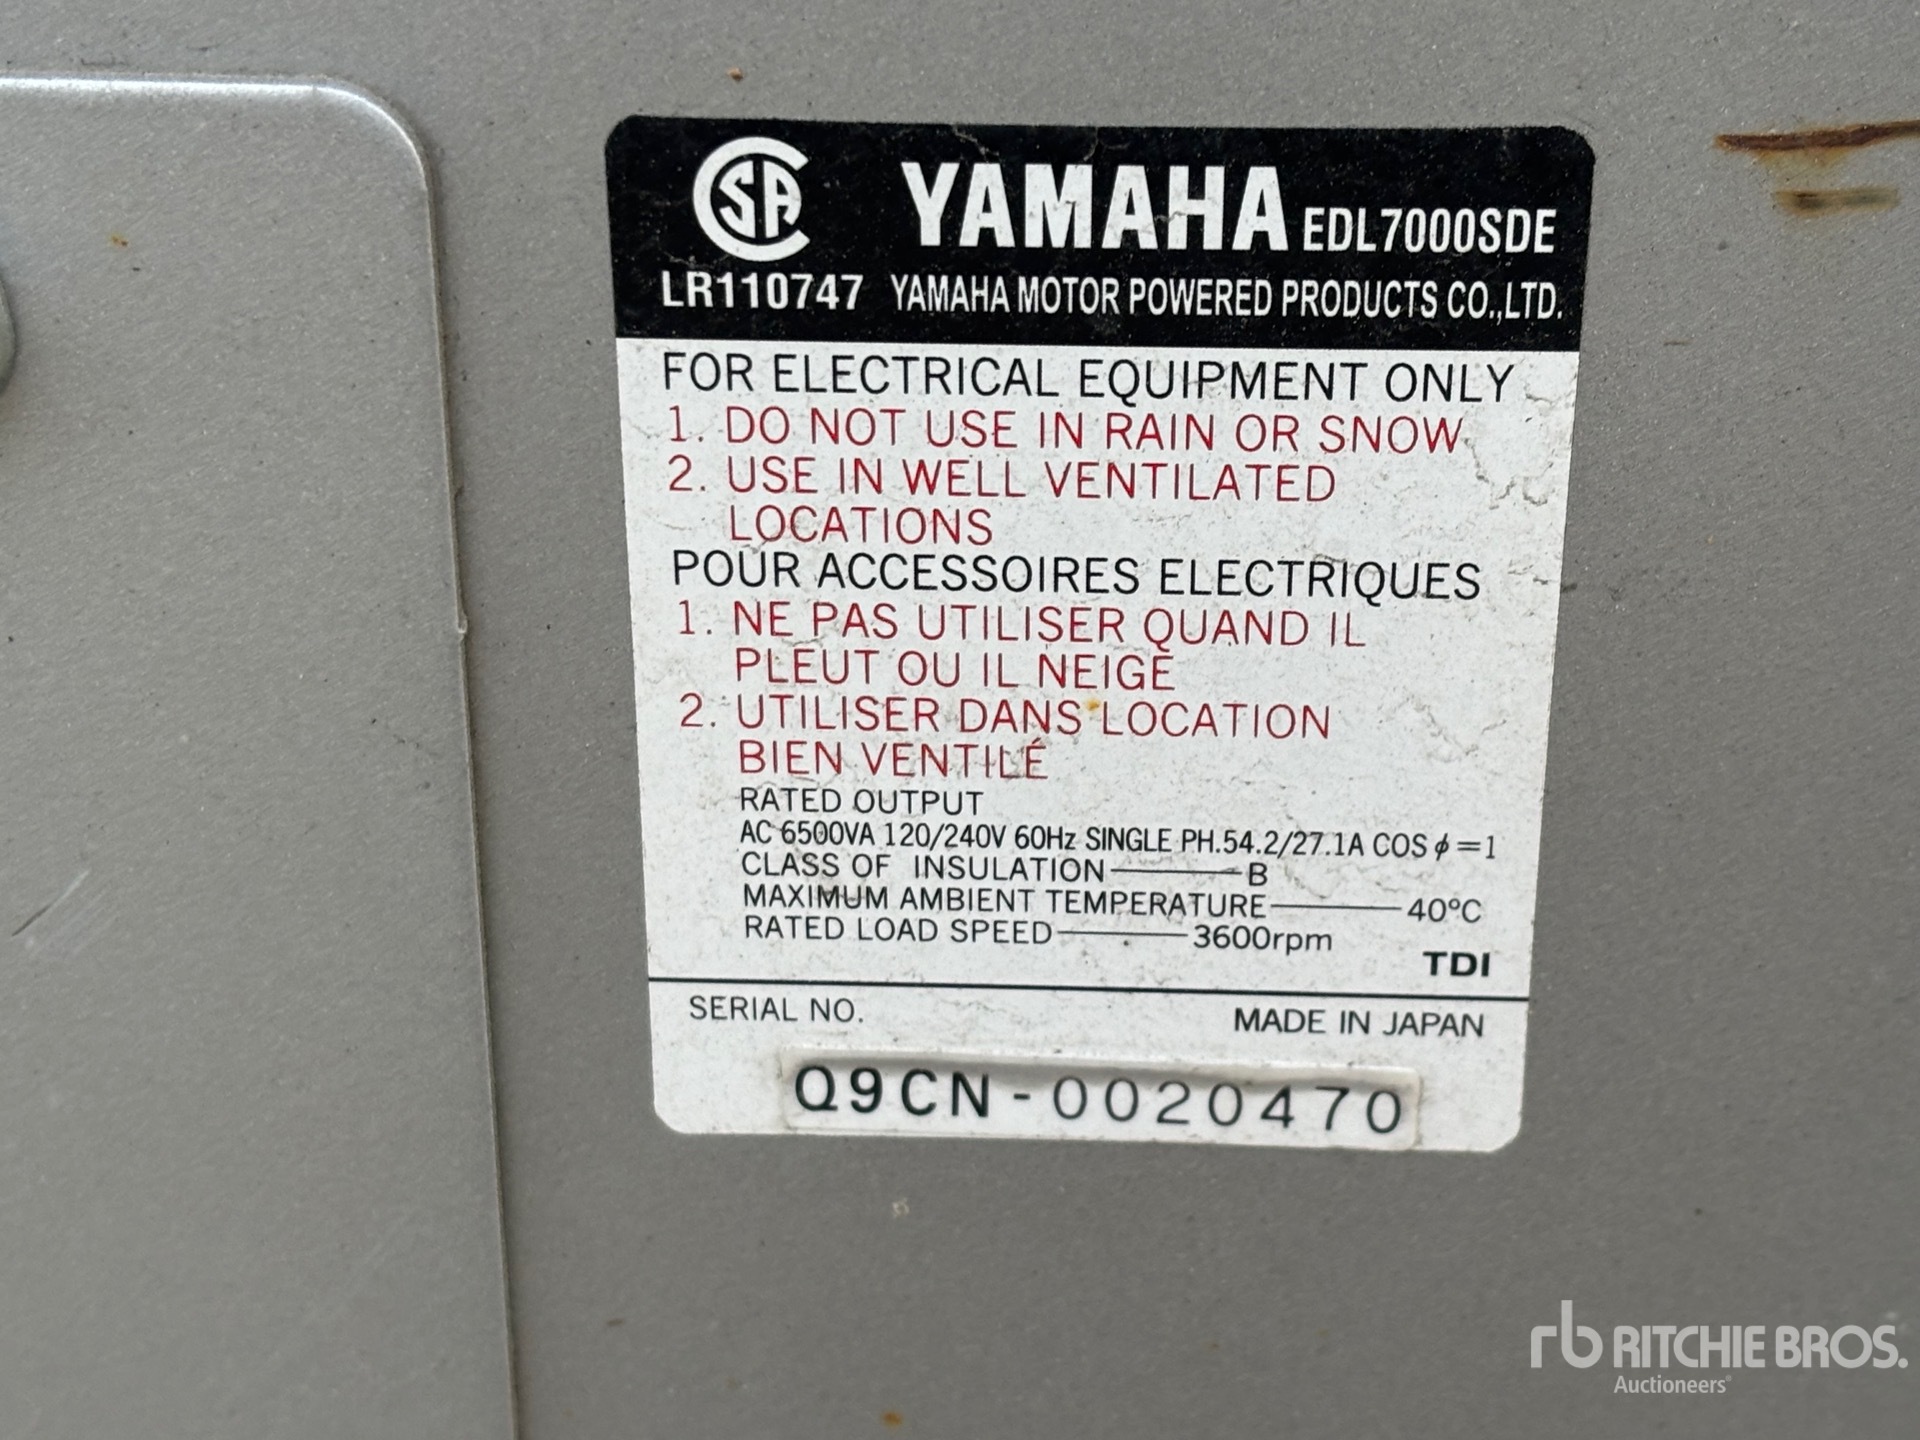 CSA
YAMAHA EDL7000SDE
LR110747 YAMAHA MOTOR POWERED PRODUCTS CO.,LTD.
FOR ELECTRICAL EQUIPMENT ONLY
1. DO NOT USE IN RAIN OR SNOW
2. USE IN WELL VENTILATED
LOCATIONS
POUR ACCESSOIRES ELECTRIQUES
1. NE PAS UTILISER QUAND IL
PLEUT OU IL NEIGE
2. UTILISER DANS LOCATION
BIEN VENTILÉ
RATED OUTPUT
AC 6500VA 120/240V 60Hz SINGLE PH.54.2/27.1A COS φ=1
CLASS OF INSULATION B
MAXIMUM AMBIENT TEMPERATURE 40°C
RATED LOAD SPEED 3600rpm
TDI
SERIAL NO. MADE IN JAPAN
Q9CN-0020470
rb RITCHIE BROS.
Auctioneers